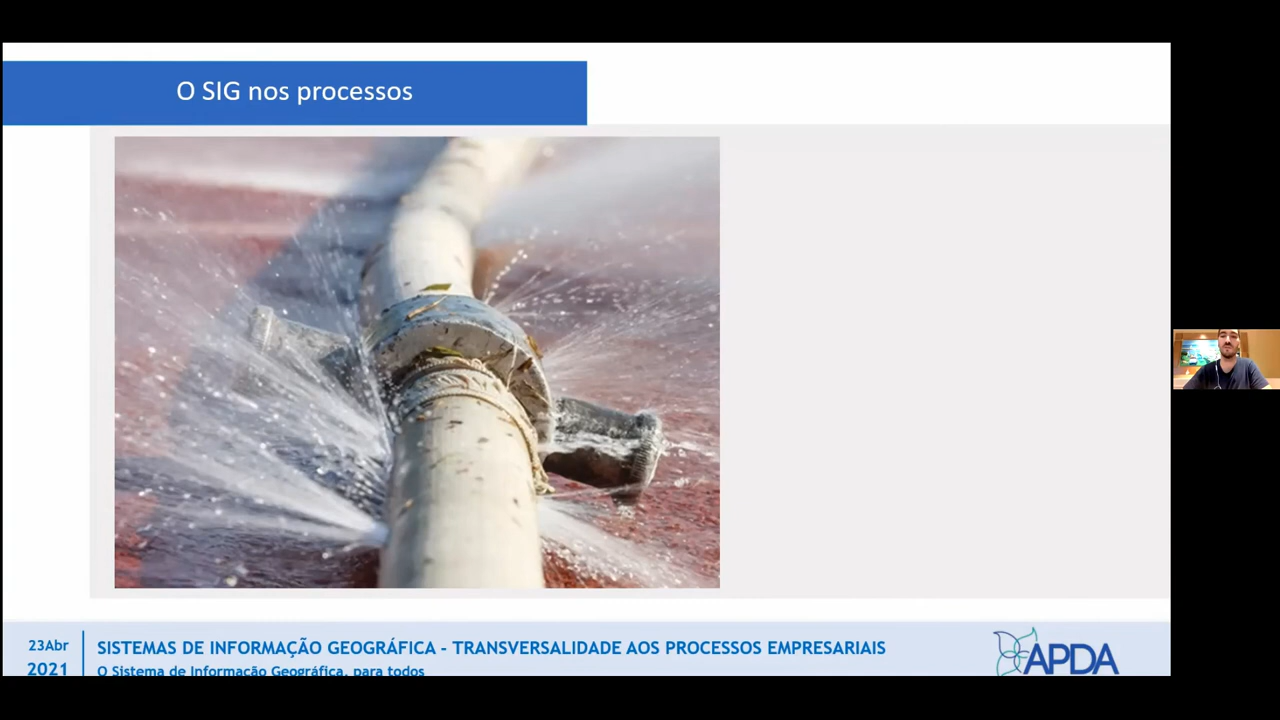 O SIG nos processos
23Abr
2021
SISTEMAS DE INFORMAÇÃO GEOGRÁFICA - TRANSVERSALIDADE AOS PROCESSOS EMPRESARIAIS
O Sistema de Informação Geográfica, para todos
APDA